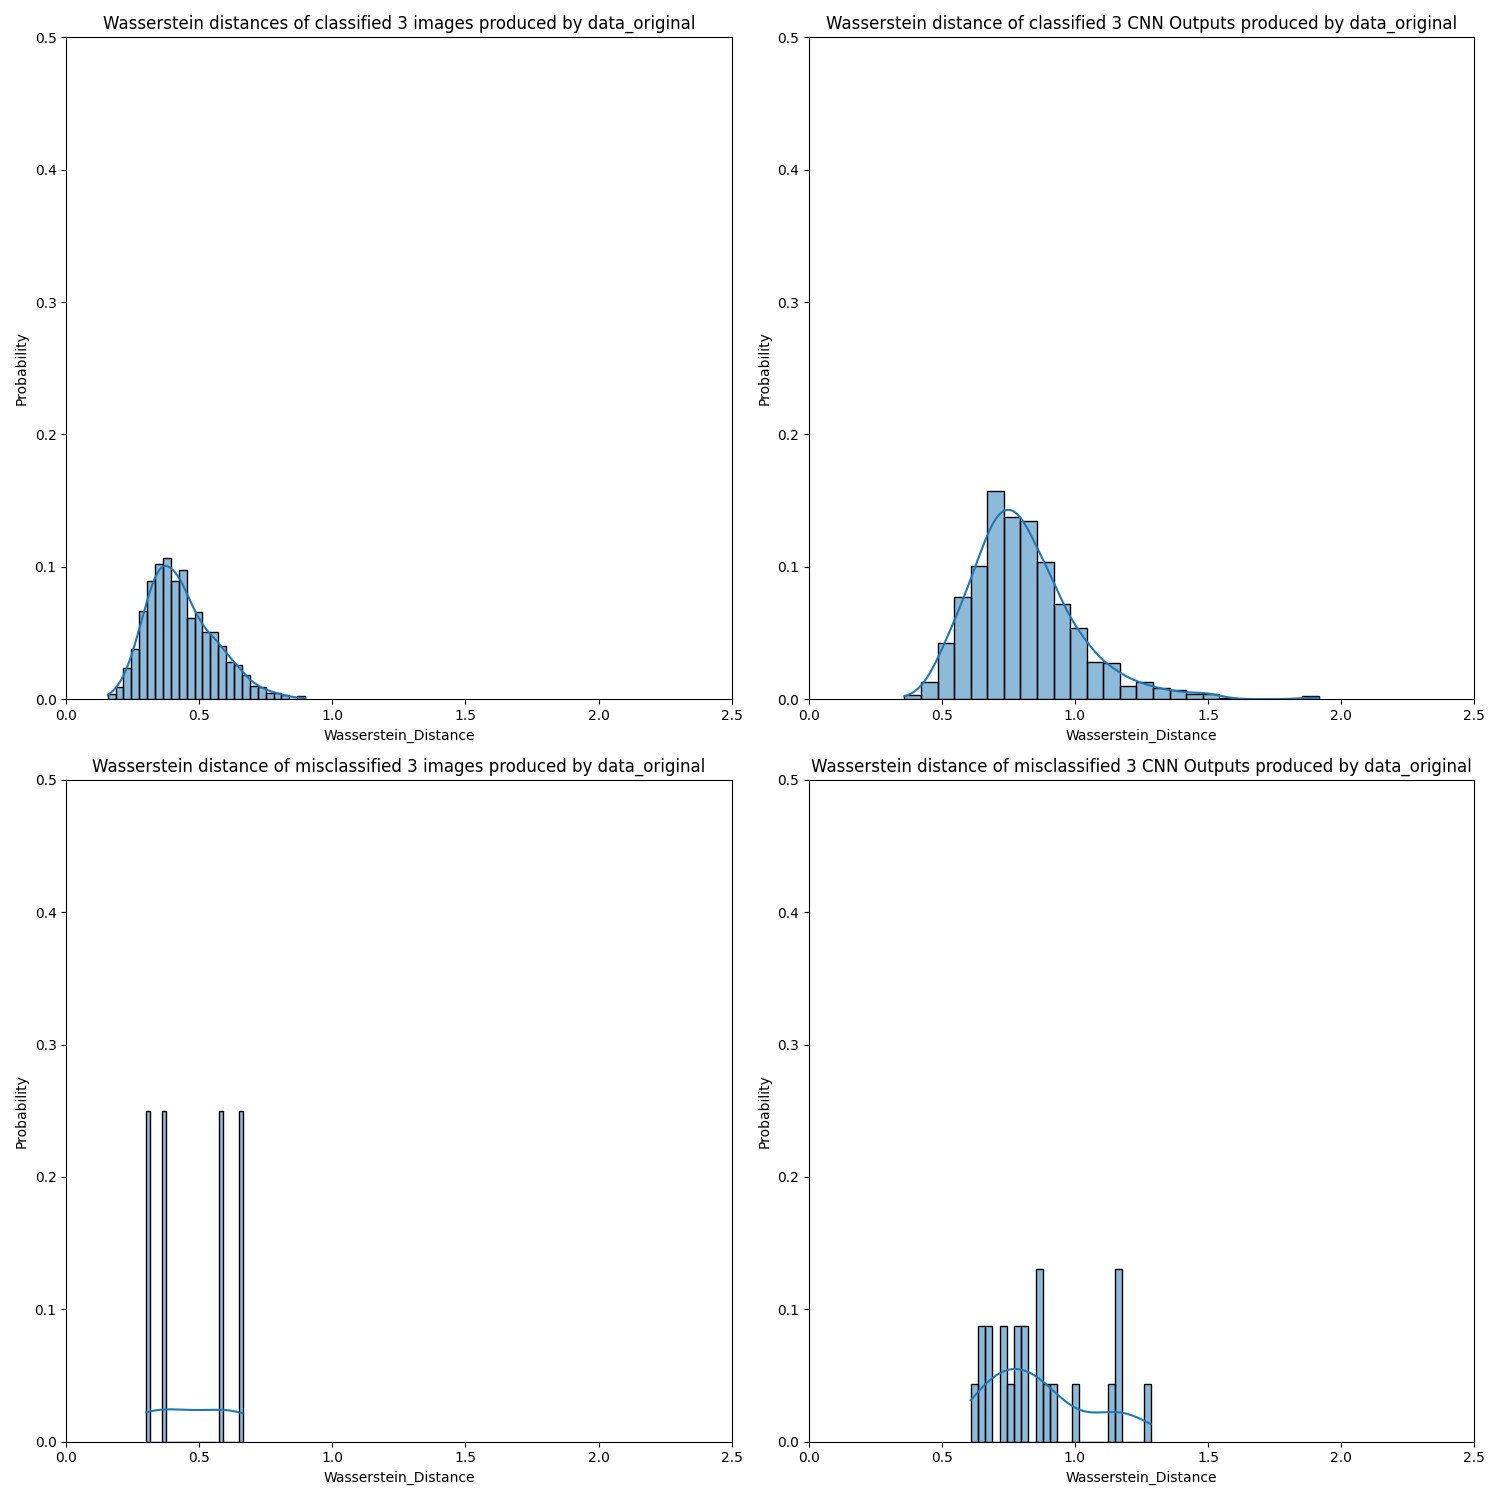 Wasserstein distances of classified 3 images produced by data_original
0.5
0.4
0.3
0.2
0.1
0.0
Probability
0.0 0.5 1.0 1.5 2.0 2.5
Wasserstein_Distance
Wasserstein distance of classified 3 CNN Outputs produced by data_original
0.5
0.4
0.3
0.2
0.1
0.0
Probability
0.0 0.5 1.0 1.5 2.0 2.5
Wasserstein_Distance
Wasserstein distance of misclassified 3 images produced by data_original
0.5
0.4
0.3
0.2
0.1
0.0
Probability
0.0 0.5 1.0 1.5 2.0 2.5
Wasserstein_Distance
Wasserstein distance of misclassified 3 CNN Outputs produced by data_original
0.5
0.4
0.3
0.2
0.1
0.0
Probability
0.0 0.5 1.0 1.5 2.0 2.5
Wasserstein_Distance